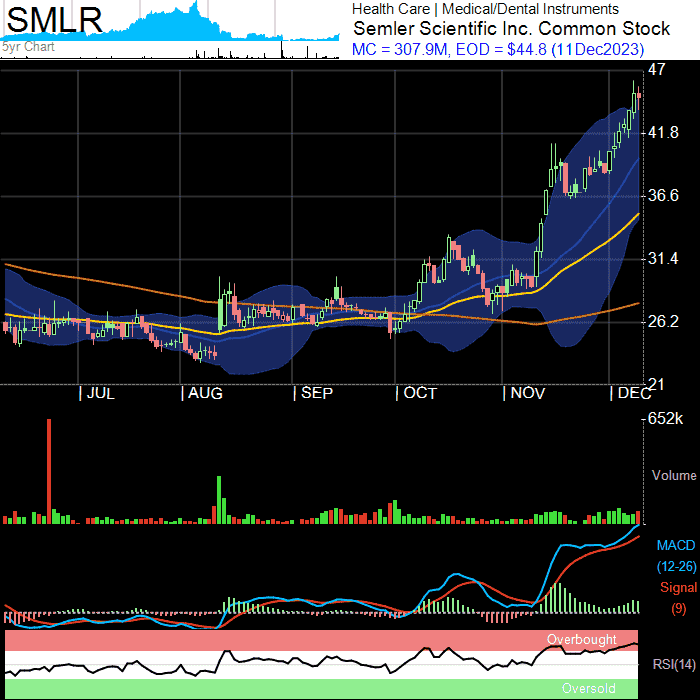 SMLR
5yr Chart
Health Care | Medical/Dental Instruments
Semler Scientific Inc. Common Stock
MC = 307.9M, EOD = $44.8 (11Dec2023)
47
41.8
36.6
31.4
26.2
21
JUL
AUG
SEP
OCT
NOV
DEC
652k
Volume
MACD
(12-26)
Signal
(9)
Overbought
RSI(14)
Oversold